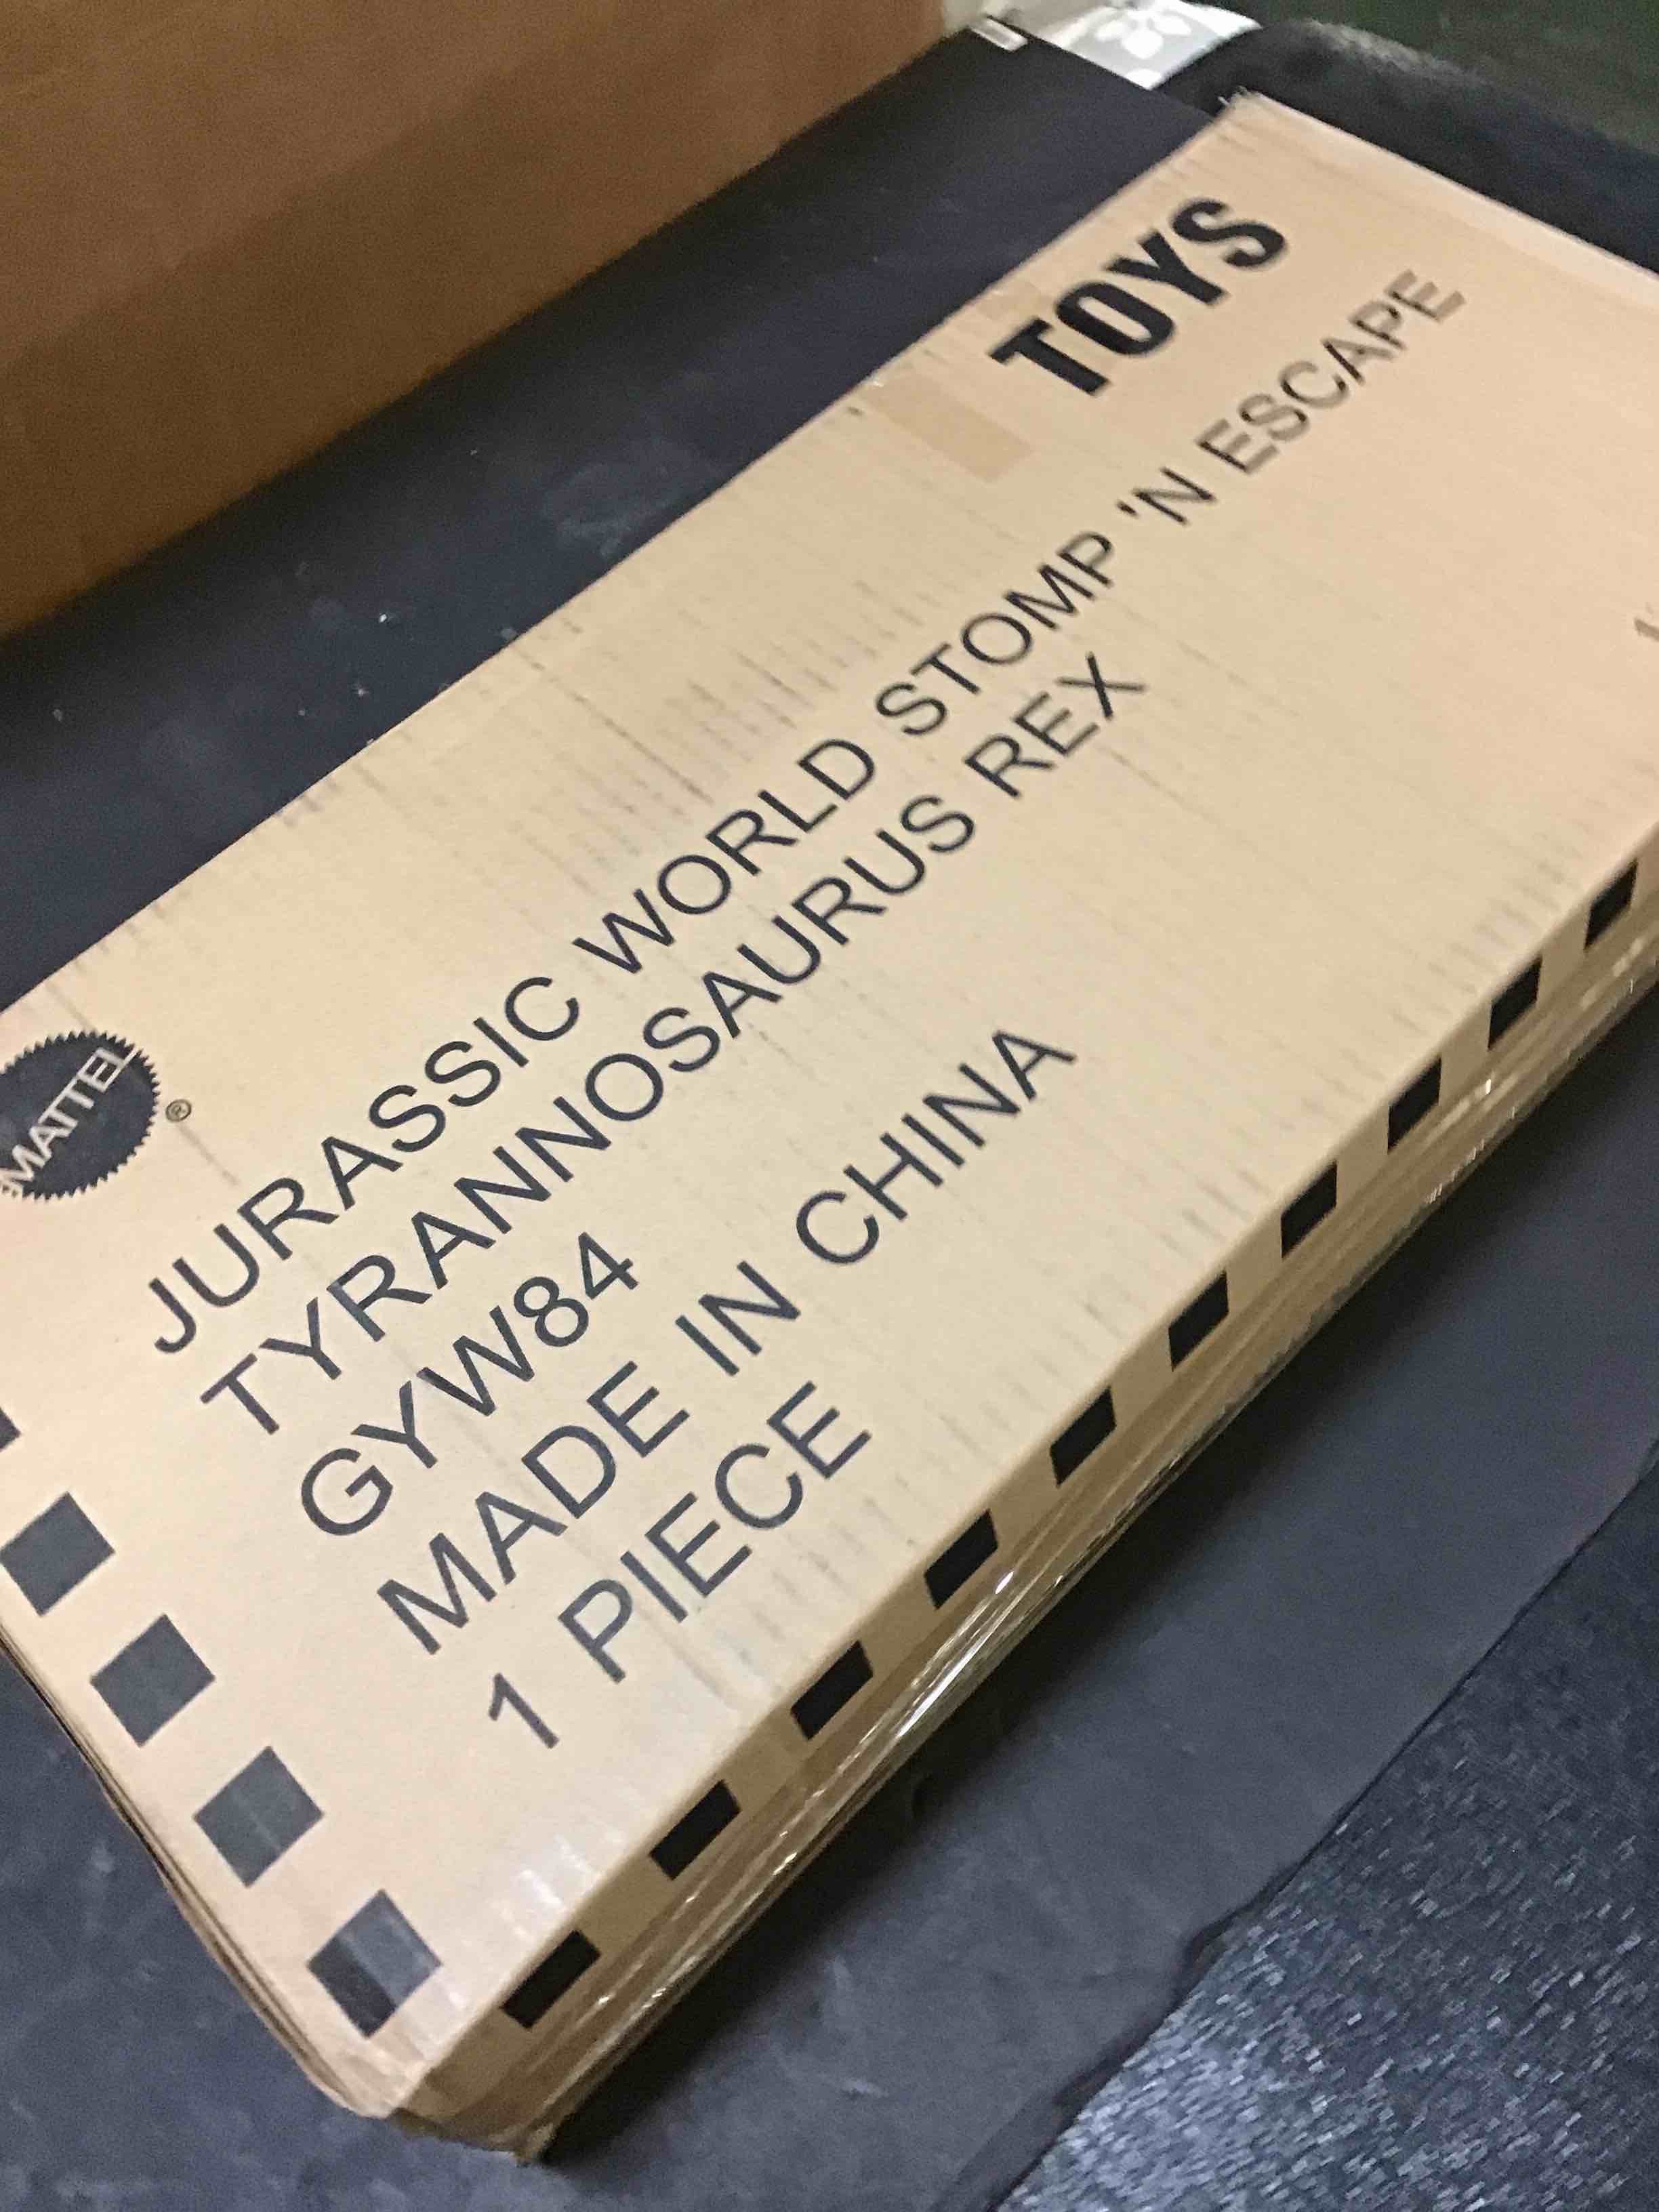 TOYS
MATTEL
®
JURASSIC WORLD STOMP 'N ESCAPE
TYRANNOSAURUS REX
GYW84
MADE IN CHINA
1 PIECE